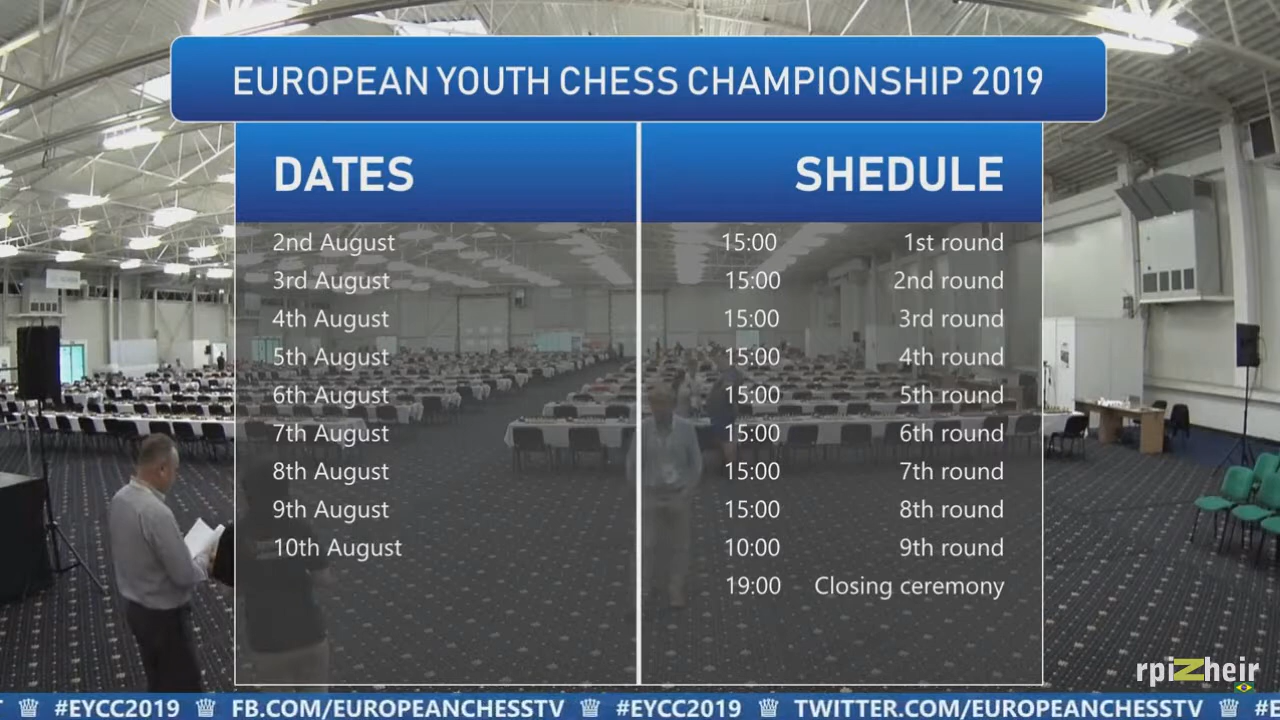 EUROPEAN YOUTH CHESS CHAMPIONSHIP 2019
DATES SHEDULE
2nd August 15:00 1st round
3rd August 15:00 2nd round
4th August 15:00 3rd round
5th August 15:00 4th round
6th August 15:00 5th round
7th August 15:00 6th round
8th August 15:00 7th round
9th August 15:00 8th round
10th August 10:00 9th round
19:00 Closing ceremony
rpiZheir
#EYCC2019 FB.COM/EUROPEANCHESSTV #EYCC2019 TWITTER.COM/EUROPEANCHESSTV #E